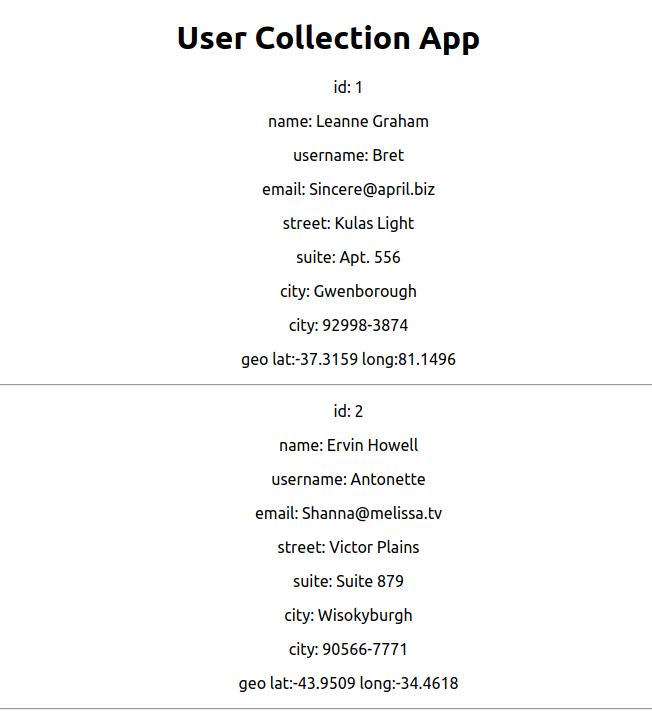 User Collection App
id: 1
name: Leanne Graham
username: Bret
email: Sincere@april.biz
street: Kulas Light
suite: Apt. 556
city: Gwenborough
city: 92998-3874
geo lat:-37.3159 long:81.1496
id: 2
name: Ervin Howell
username: Antonette
email: Shanna@melissa.tv
street: Victor Plains
suite: Suite 879
city: Wisokyburgh
city: 90566-7771
geo lat:-43.9509 long:-34.4618